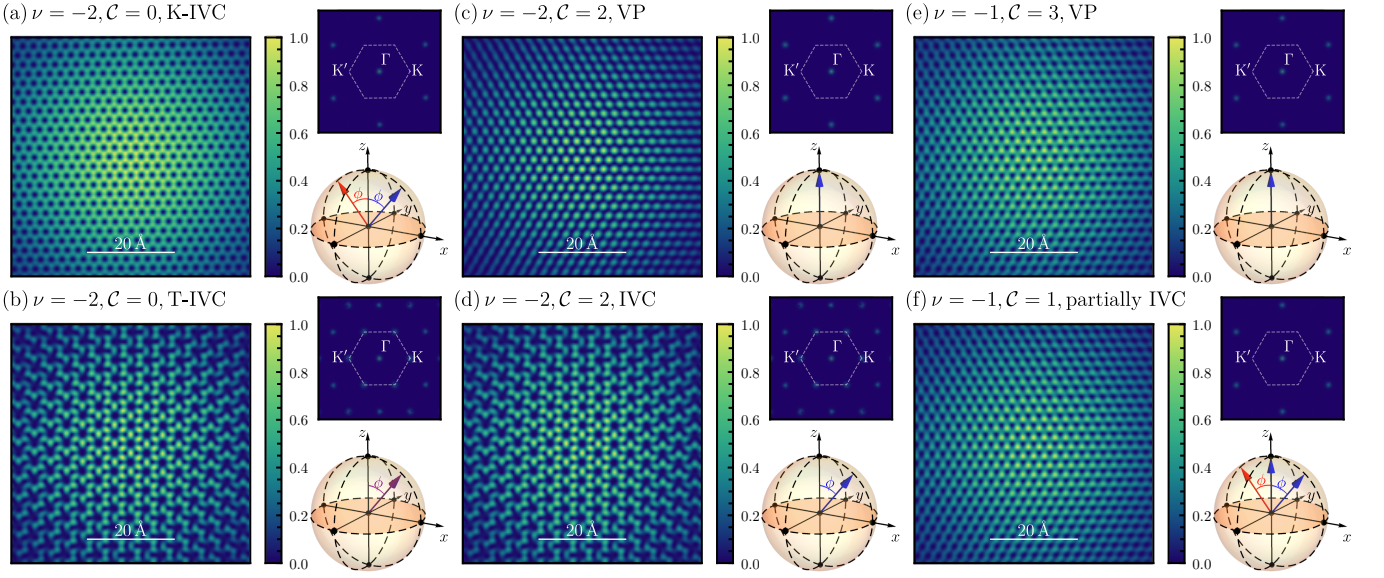 (a) ν = −2, 𝒞 = 0, K-IVC
1.0
0.8
0.6
0.4
0.2
0.0
20 Å
K′
Γ
K
z
ϕ
ϕ
y
x
(c) ν = −2, 𝒞 = 2, VP
1.0
0.8
0.6
0.4
0.2
0.0
K′
Γ
K
z
y
x
(e) ν = −1, 𝒞 = 3, VP
1.0
0.8
0.6
0.4
0.2
0.0
20 Å
K′
Γ
K
z
y
x
(b) ν = −2, 𝒞 = 0, T-IVC
1.0
0.8
0.6
0.4
0.2
0.0
20 Å
K′
Γ
K
z
ϕ
y
x
(d) ν = −2, 𝒞 = 2, IVC
1.0
0.8
0.6
0.4
0.2
0.0
20 Å
K′
Γ
K
z
ϕ
y
x
(f) ν = −1, 𝒞 = 1, partially IVC
1.0
0.8
0.6
0.4
0.2
0.0
20 Å
K′
Γ
K
z
ϕ
ϕ
y
x